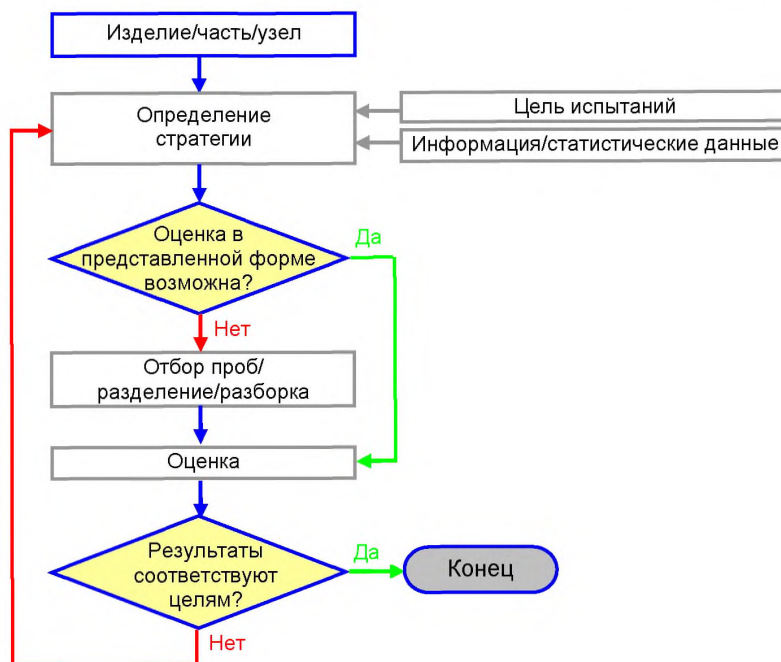 Изделие/часть/узел
Определение
стратегии
Цель испытаний
Информация/статистические данные
Оценка в
представленной форме
возможна?
Да
Нет
Отбор проб/
разделение/разборка
Оценка
Результаты
соответствуют
целям?
Да
Конец
Нет